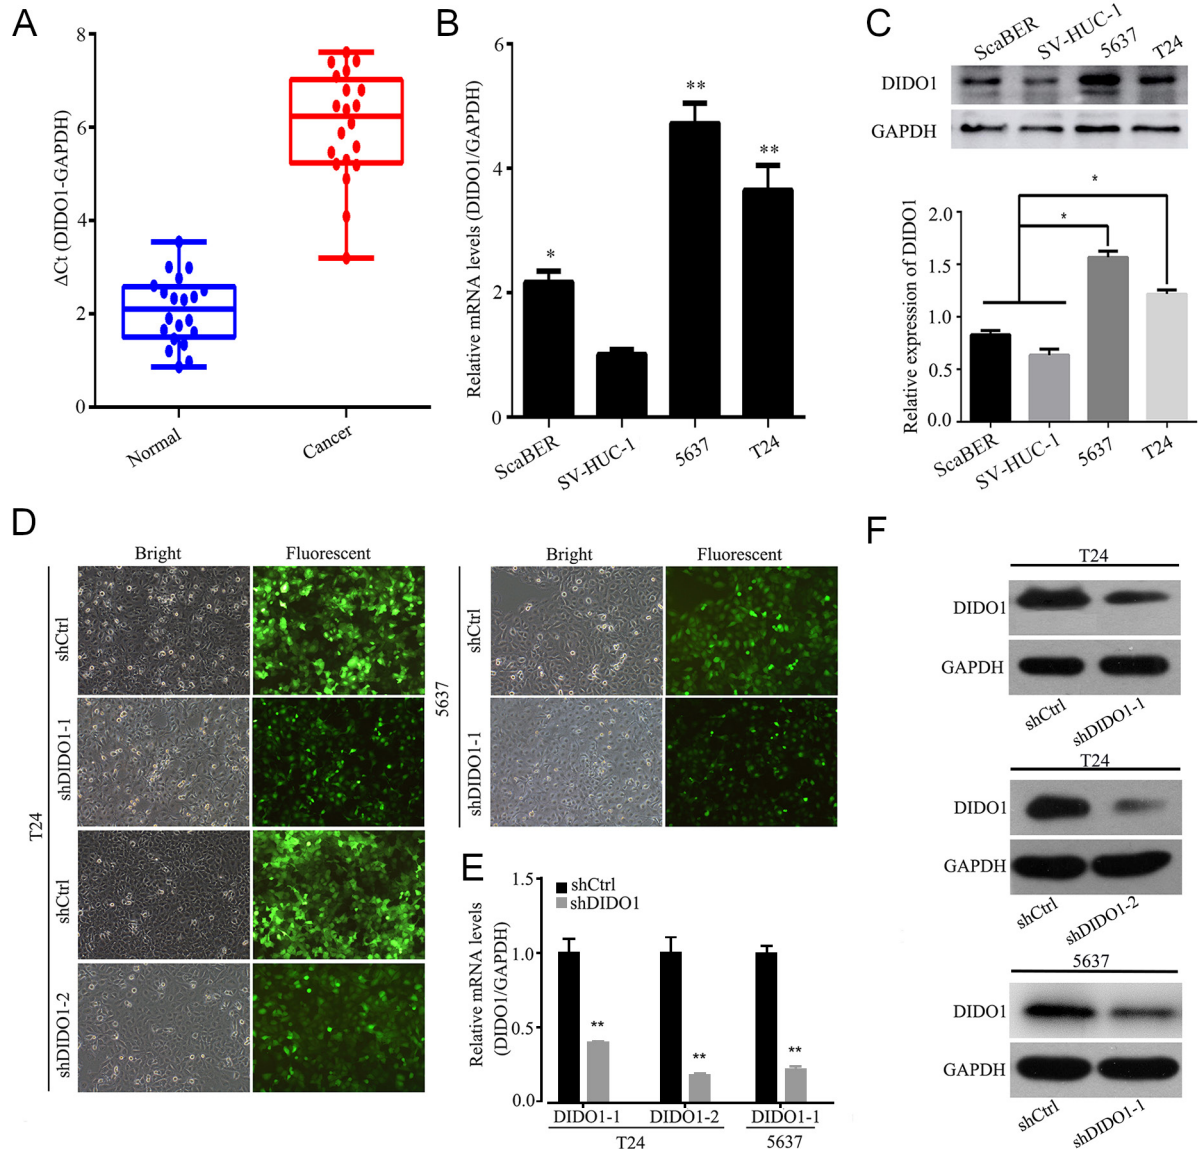 A
ΔCt (DIDO1-GAPDH)
8
6
4
2
0
Normal
Cancer
B
Relative mRNA levels (DIDO1/GAPDH)
6
4
2
0
*
**
**
ScaBER
SV-HUC-1
5637
T24
C
ScaBER
SV-HUC-1
5637
T24
DIDO1
GAPDH
Relative expression of DIDO1
2.0
1.5
1.0
0.5
0.0
*
*
ScaBER
SV-HUC-1
5637
T24
D
Bright
Fluorescent
T24
shCtrl
shDIDO1-1
shCtrl
shDIDO1-2
Bright
Fluorescent
5637
shCtrl
shDIDO1-1
E
Relative mRNA levels
(DIDO1/GAPDH)
1.5
1.0
0.5
0.0
shCtrl
shDIDO1
**
**
**
DIDO1-1
DIDO1-2
DIDO1-1
T24
5637
F
T24
DIDO1
GAPDH
shCtrl
shDIDO1-1
T24
DIDO1
GAPDH
shCtrl
shDIDO1-2
5637
DIDO1
GAPDH
shCtrl
shDIDO1-1